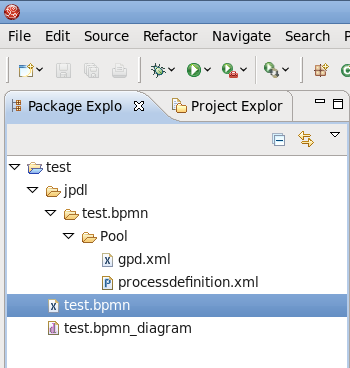 File Edit Source Refactor Navigate Search
Package Explo Project Explor
test
jpdl
test.bpmn
Pool
gpd.xml
processdefinition.xml
test.bpmn
test.bpmn_diagram